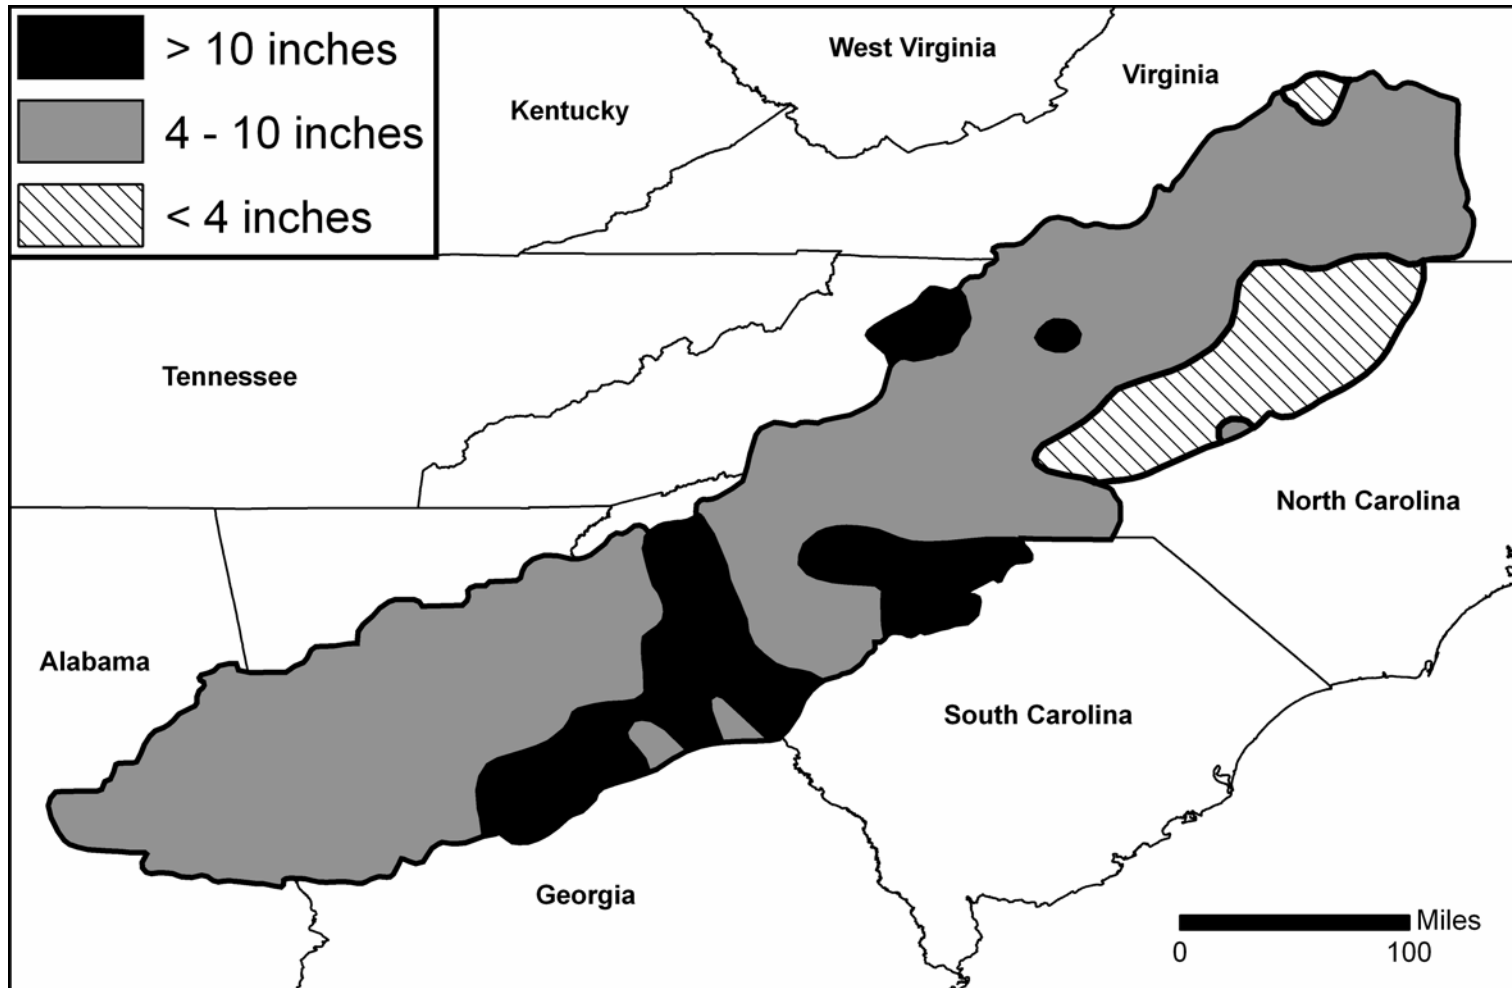 > 10 inches
4 - 10 inches
< 4 inches
West Virginia
Virginia
Kentucky
Tennessee
North Carolina
Alabama
South Carolina
Georgia
Miles
0 100